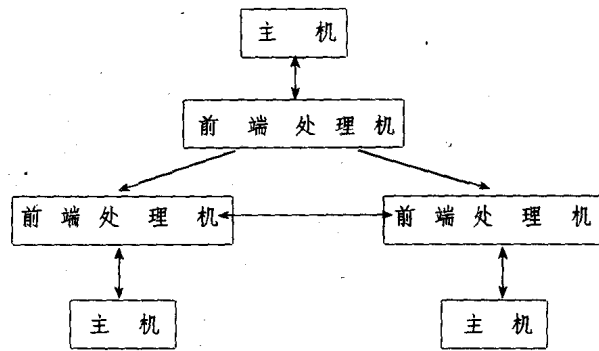 主 机
前 端 处 理 机
前 端 处 理 机
前 端 处 理 机
主 机
主 机